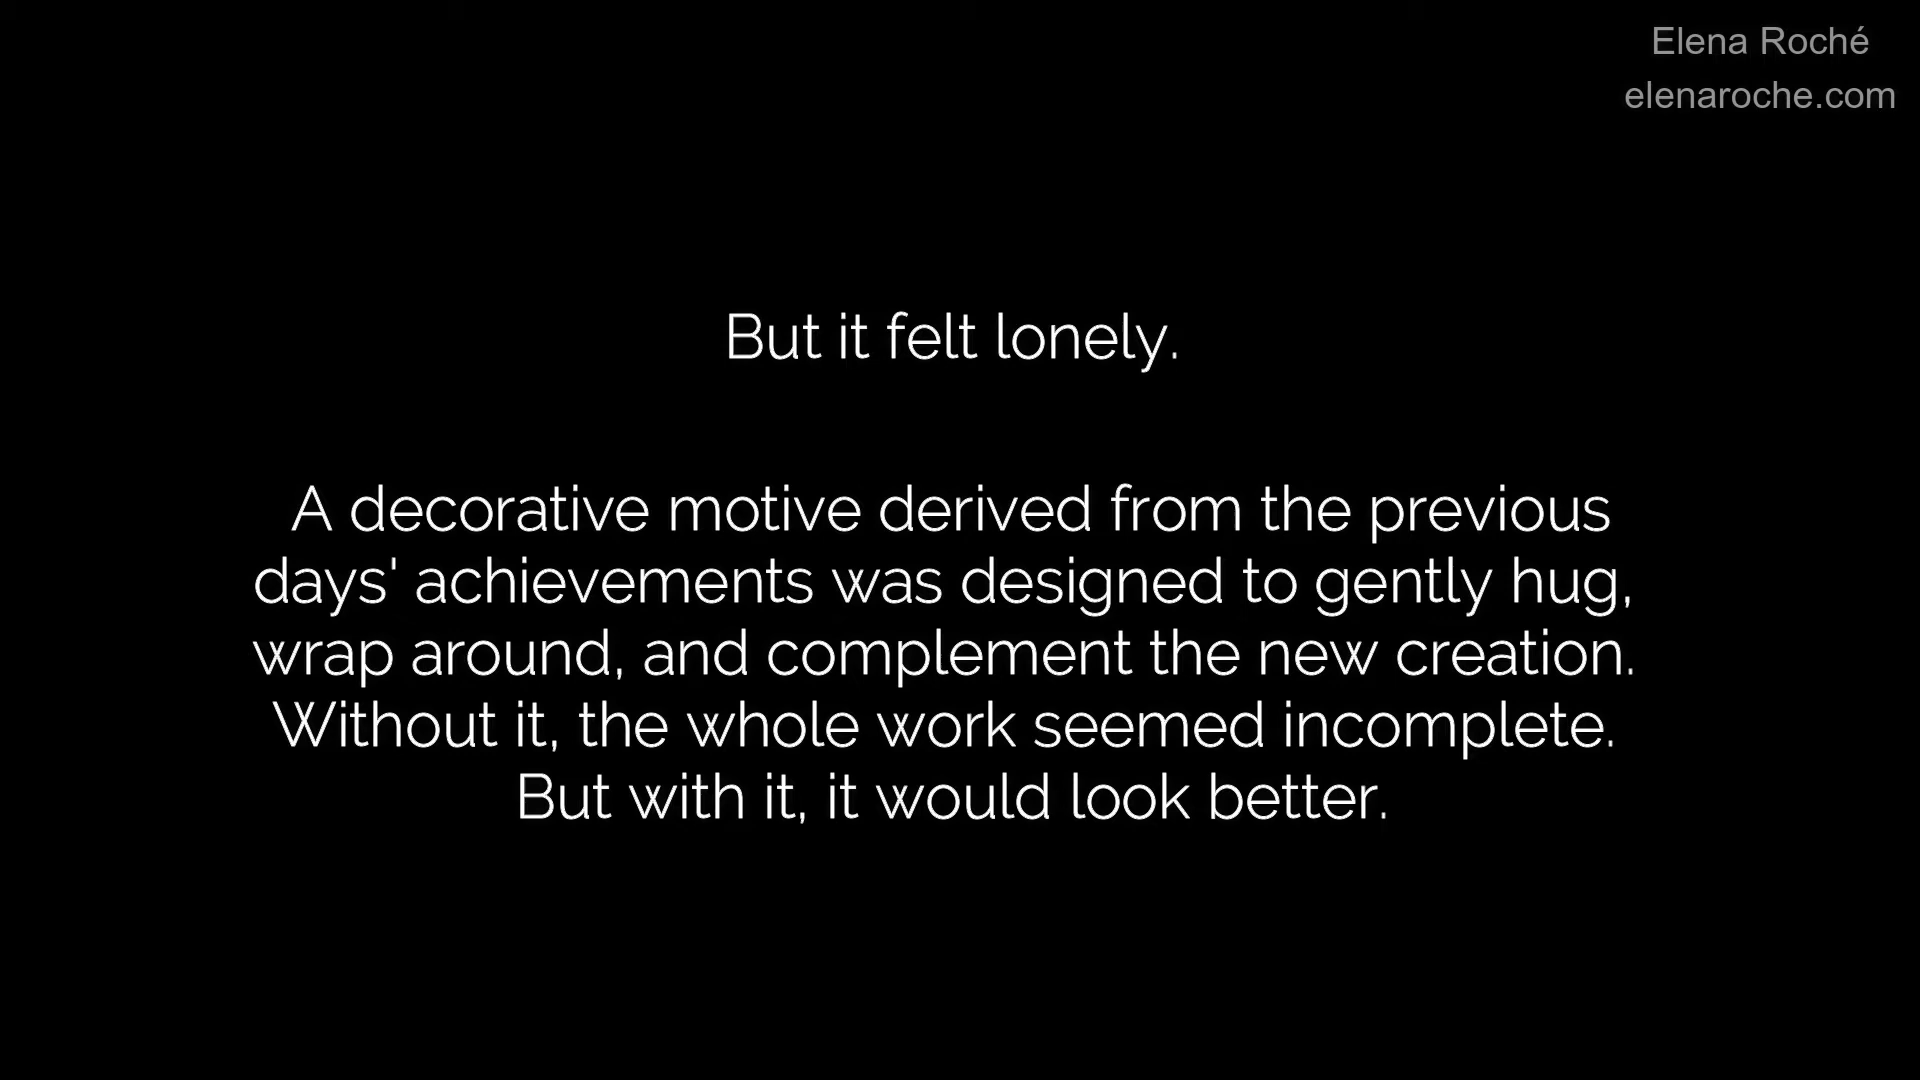 Elena Roché
elenaroche.com
But it felt lonely.
A decorative motive derived from the previous
days' achievements was designed to gently hug,
wrap around, and complement the new creation.
Without it, the whole work seemed incomplete.
But with it, it would look better.